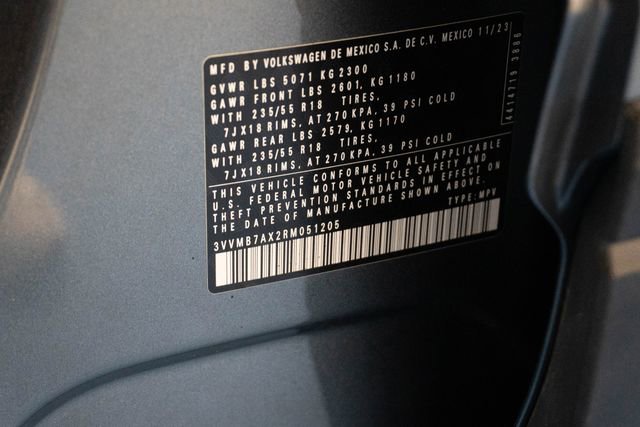 MFD BY VOLKSWAGEN DE MEXICO S.A. DE C.V. MEXICO 11/23
GVWR LBS 5071 KG 2300
GAWR FRONT LBS 2601, KG 1180
WITH 235/55 R18 TIRES,
7JX18 RIMS, AT 270 KPA, 39 PSI COLD
GAWR REAR LBS 2579, KG 1170
WITH 235/55 R18 TIRES,
7JX18 RIMS, AT 270 KPA, 39 PSI COLD
THIS VEHICLE CONFORMS TO ALL APPLICABLE
U.S. FEDERAL MOTOR VEHICLE SAFETY AND
THEFT PREVENTION STANDARDS IN EFFECT ON
THE DATE OF MANUFACTURE SHOWN ABOVE.
TYPE: MPV
3VVMB7AX2RM051205
4414719 3886